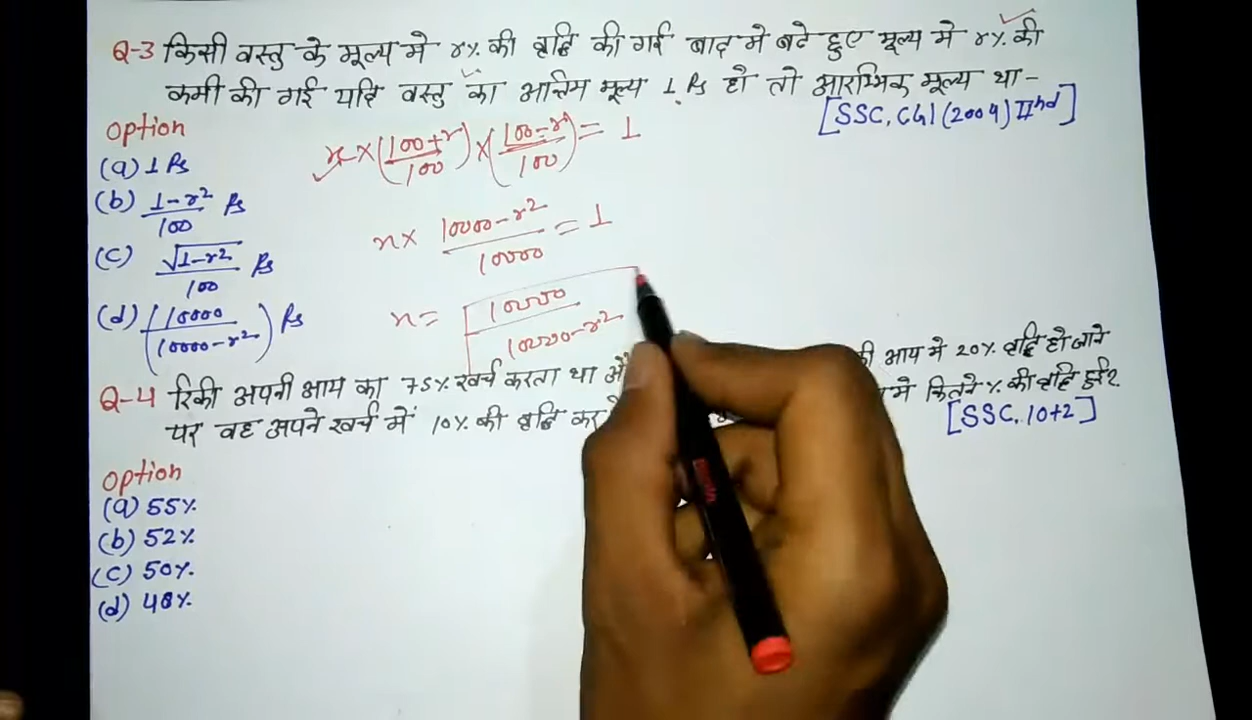 Q-3 किसी वस्तु के मूल्य मे r% की वृद्धि की गई बाद मे बढे हुए मूल्य मे r% की
कमी की गई यदि वस्तु का अन्तिम मूल्य 1 Rs हो तो आरम्भिक मूल्य था-
[SSC, CGL (2004) IInd]
Option
(a) 1 Rs
(b) 1-r²/100 Rs
(c) √1-r²/100 Rs
(d) (10000/10000-r²) Rs
x × (100+r/100) × (100-r/100) = 1
x × 10000-r²/10000 = 1
x = 10000/10000-r²
Q-4 रिंकी अपनी आय का 75% खर्च करता था की आय मे 20% वृद्धि हो जाने
पर वह अपने खर्च में 10% की वृद्धि कर मे कितने % की वृद्धि हुई?
[SSC, 10+2]
Option
(a) 55%
(b) 52%
(c) 50%
(d) 48%